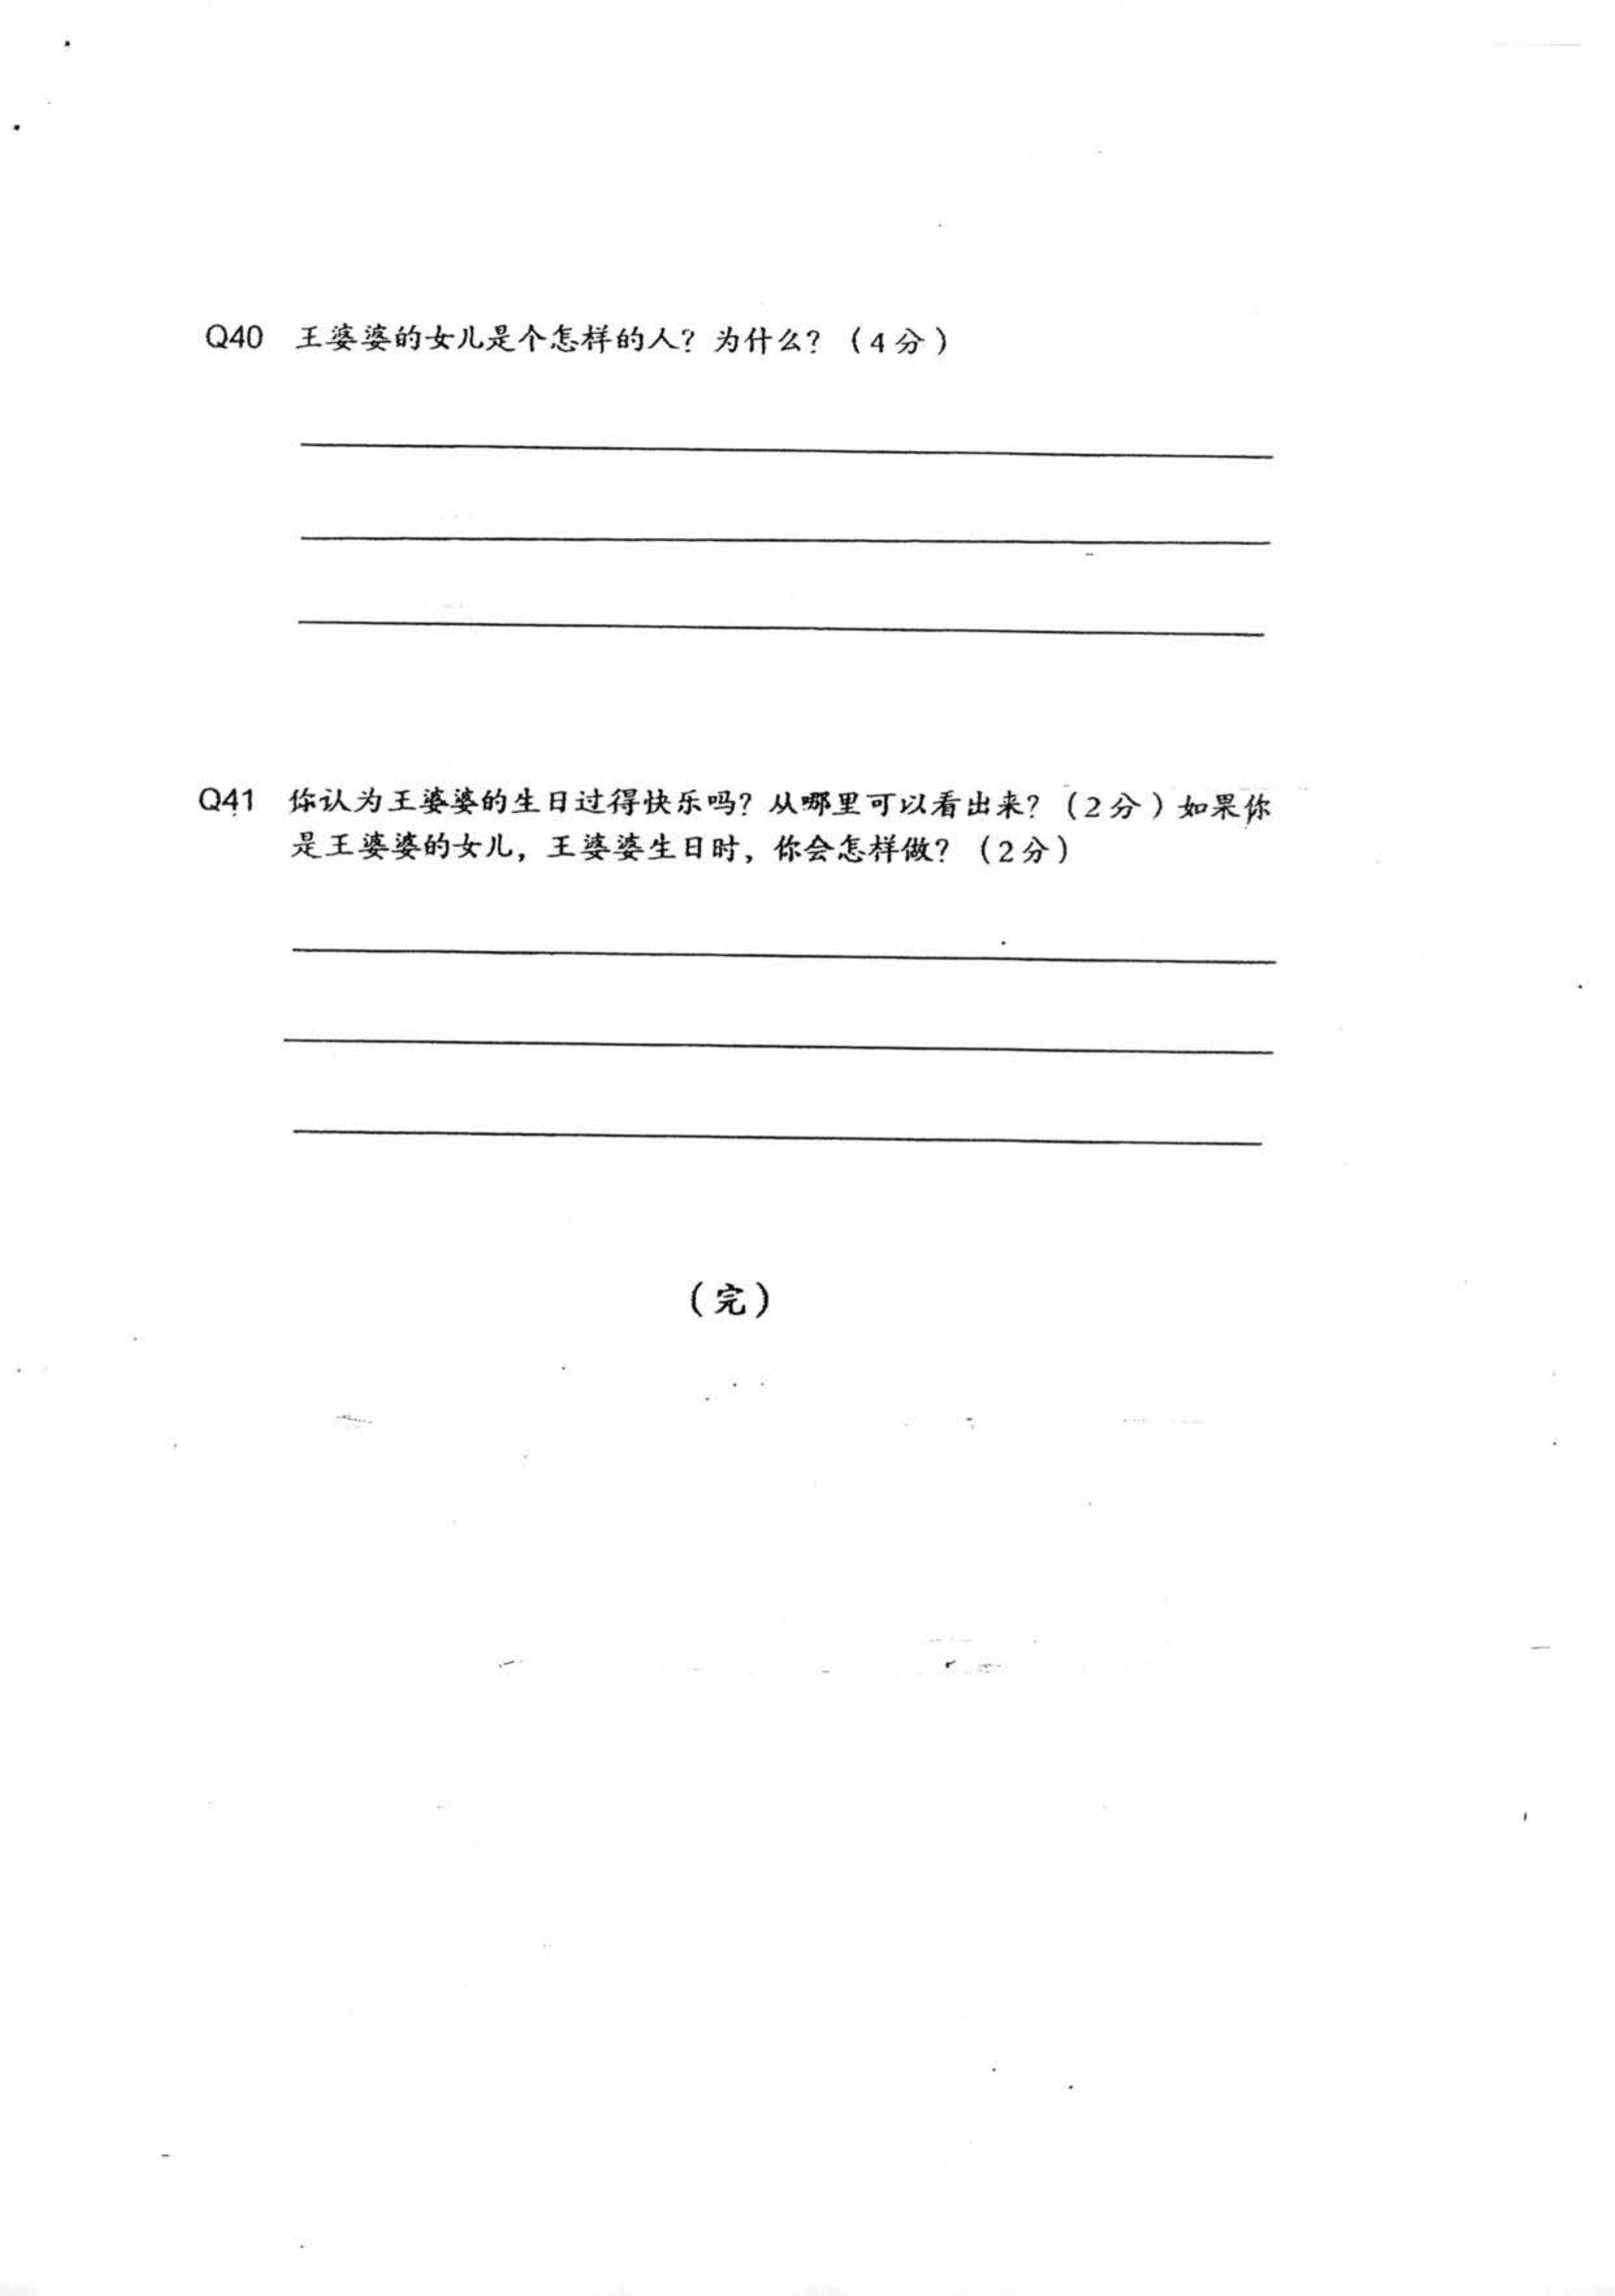 Q40 王婆婆的女儿是个怎样的人？为什么？（4分）
Q41 你认为王婆婆的生日过得快乐吗？从哪里可以看出来？（2分）如果你
是王婆婆的女儿，王婆婆生日时，你会怎样做？（2分）
（完）